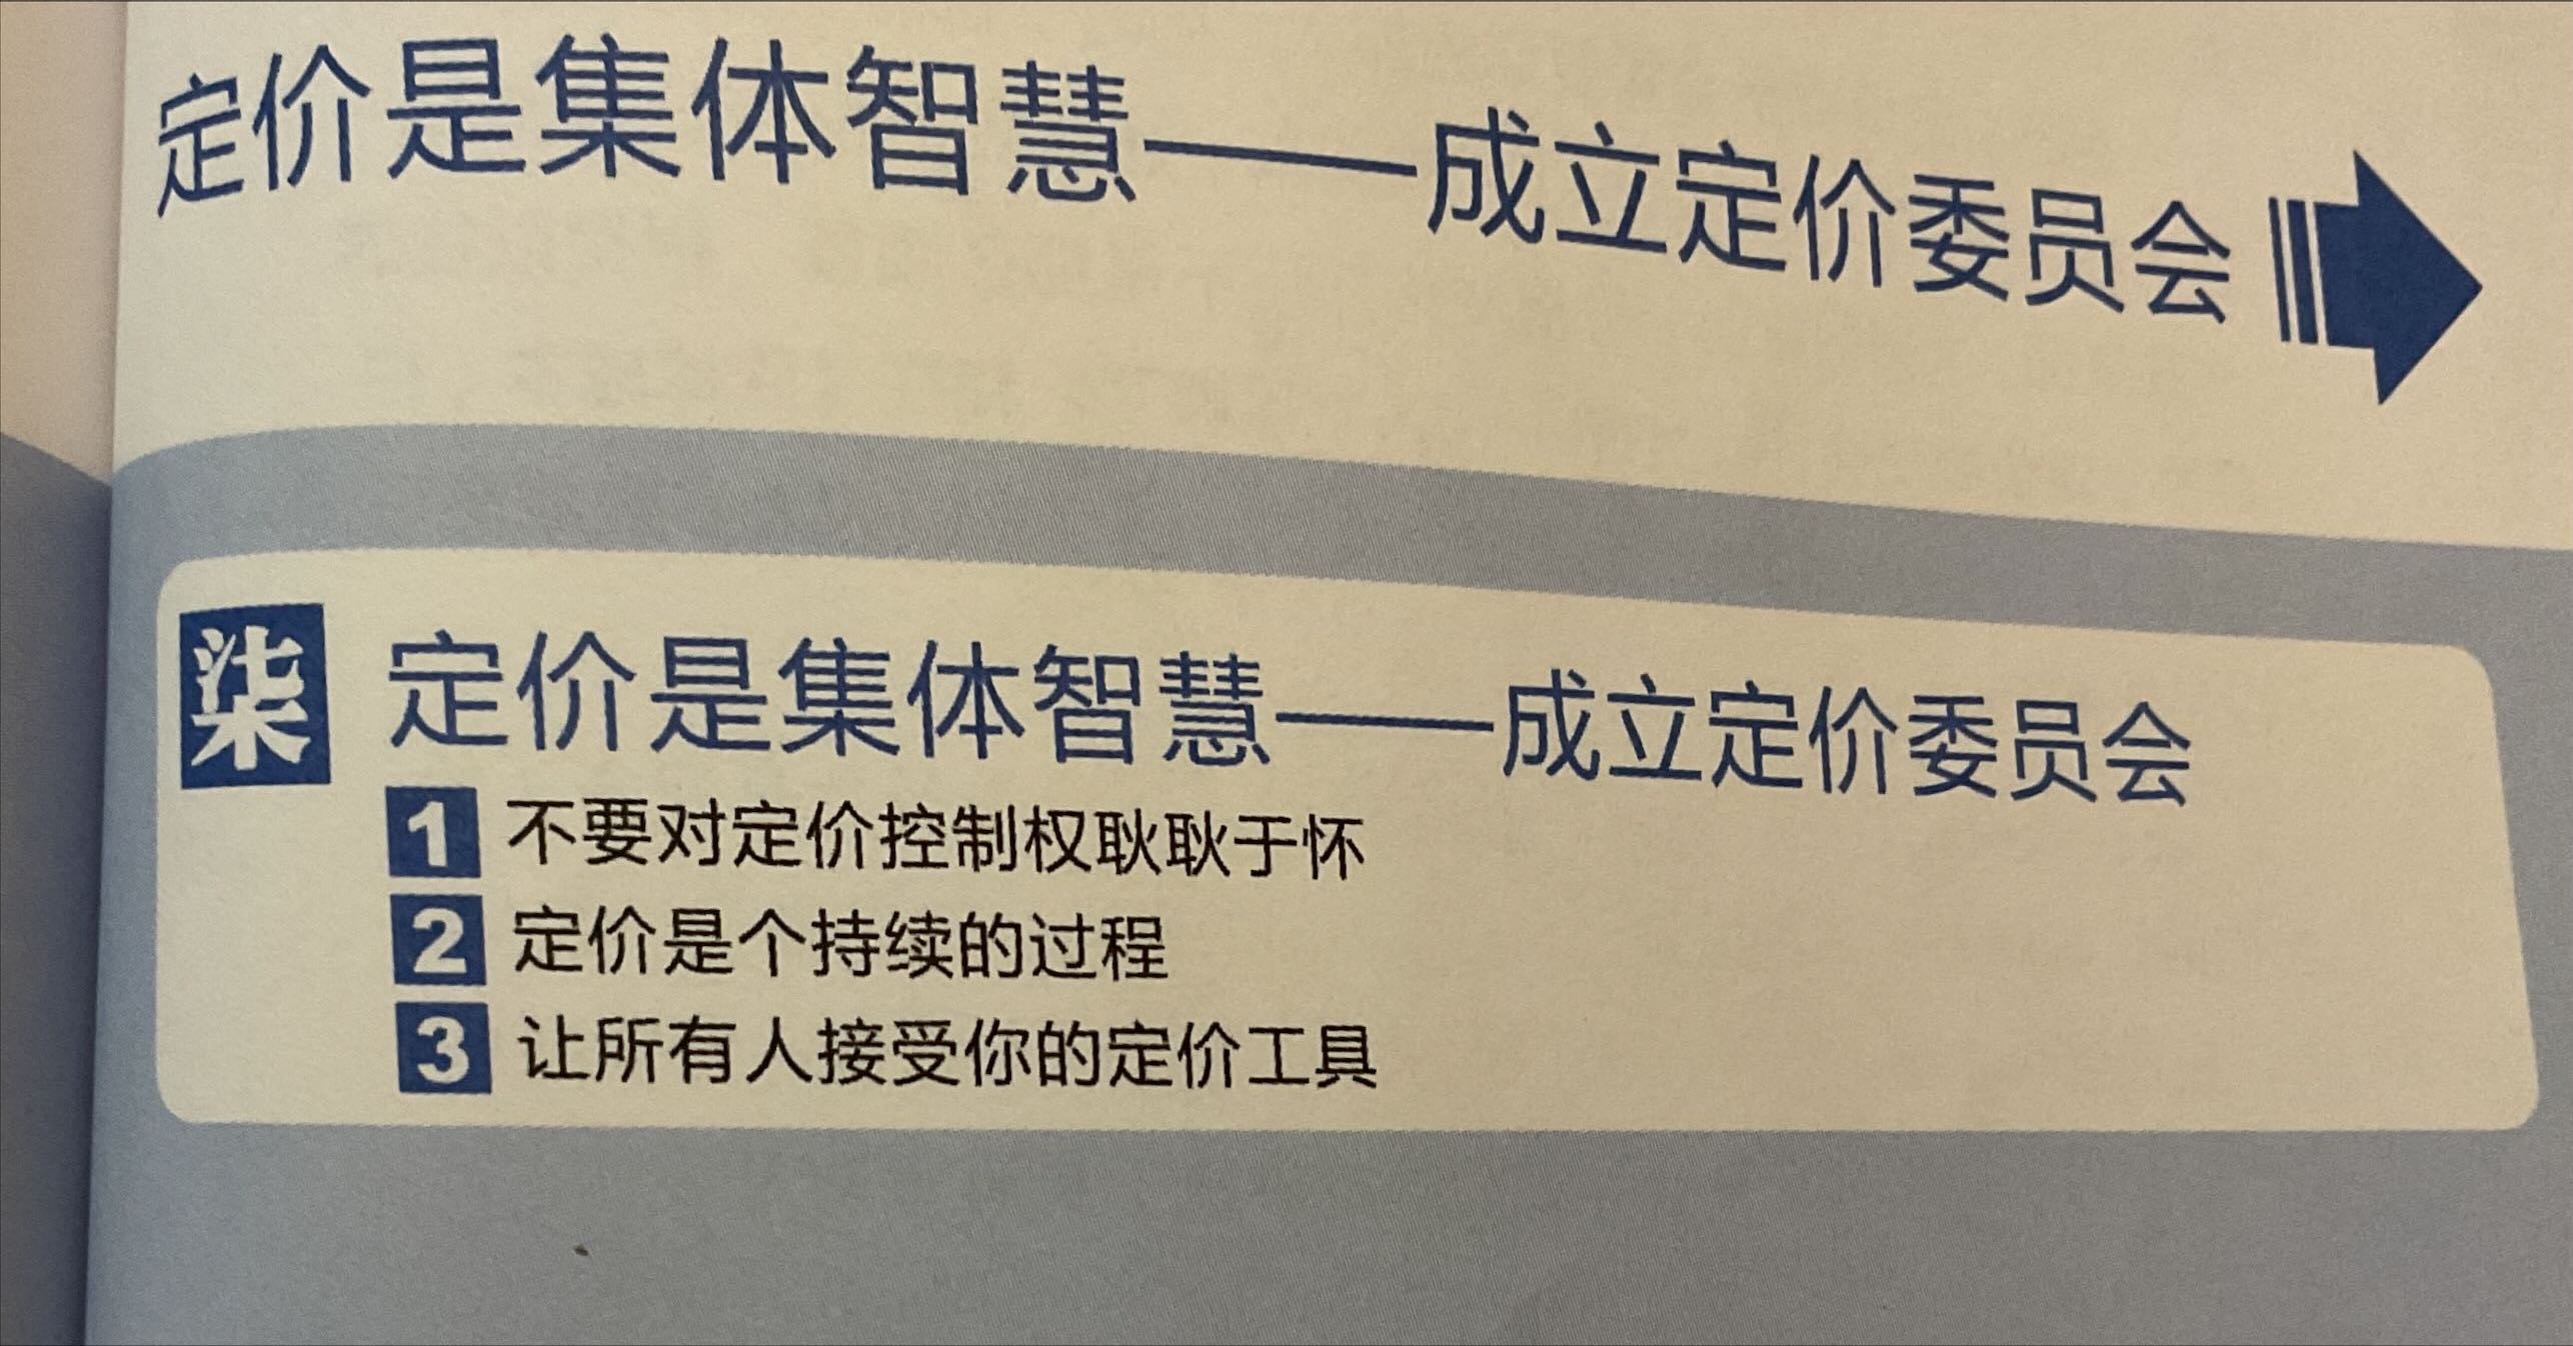 定价是集体智慧——成立定价委员会
柒 定价是集体智慧——成立定价委员会
1 不要对定价控制权耿耿于怀
2 定价是个持续的过程
3 让所有人接受你的定价工具